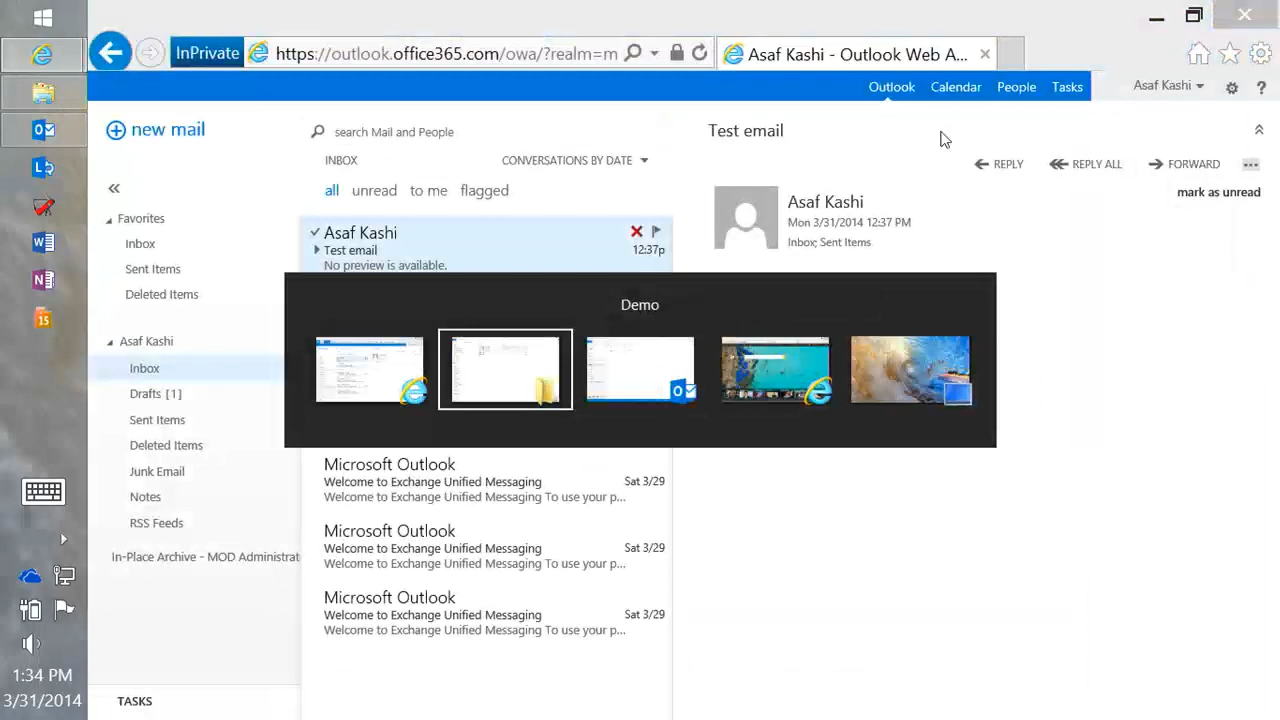 InPrivate
https://outlook.office365.com/owa/?realm=m
Asaf Kashi - Outlook Web A...
Outlook
Calendar
People
Tasks
Asaf Kashi
?
new mail
search Mail and People
INBOX
CONVERSATIONS BY DATE
all
unread
to me
flagged
Favorites
Inbox
Sent Items
Deleted Items
Asaf Kashi
Inbox
Drafts [1]
Sent Items
Deleted Items
Junk Email
Notes
RSS Feeds
In-Place Archive - MOD Administrat
TASKS
Asaf Kashi
Test email
12:37p
No preview is available.
Microsoft Outlook
Welcome to Exchange Unified Messaging
Sat 3/29
Welcome to Exchange Unified Messaging To use your p...
Microsoft Outlook
Welcome to Exchange Unified Messaging
Sat 3/29
Welcome to Exchange Unified Messaging To use your p...
Microsoft Outlook
Welcome to Exchange Unified Messaging
Sat 3/29
Welcome to Exchange Unified Messaging To use your p...
Test email
REPLY
REPLY ALL
FORWARD
mark as unread
Asaf Kashi
Mon 3/31/2014 12:37 PM
Inbox; Sent Items
Demo
15
1:34 PM
3/31/2014